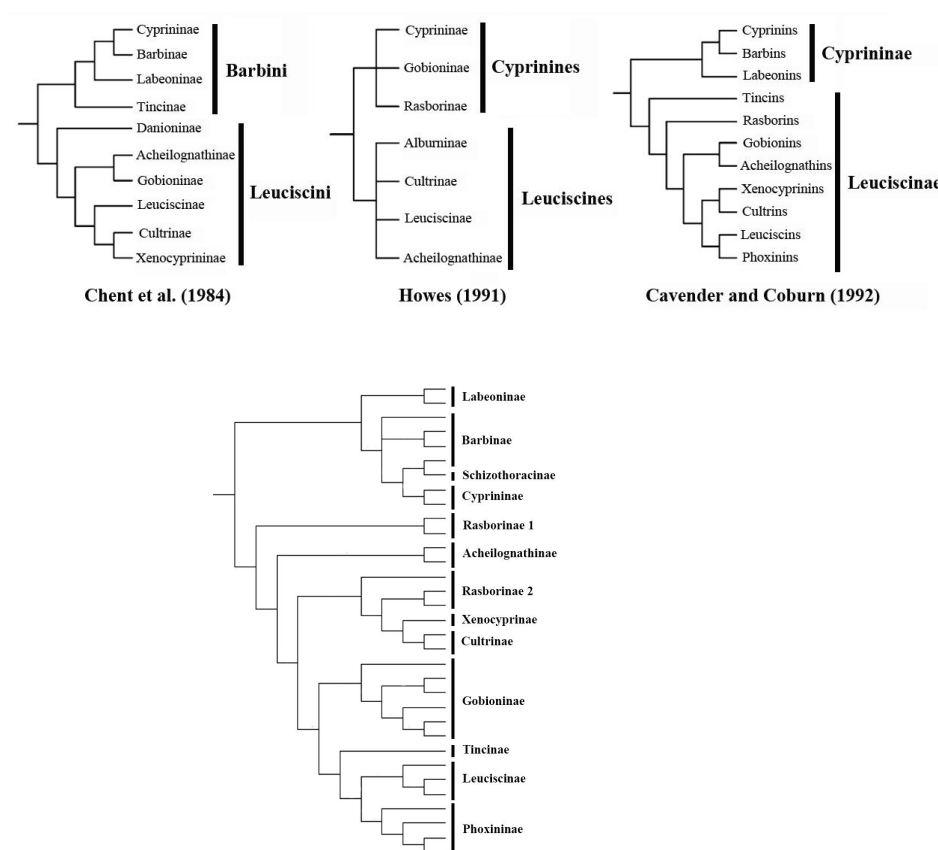 Cyprininae
Barbinae
Labeoninae
Tincinae
Barbini
Danioninae
Acheilognathinae
Gobioninae
Leuciscinae
Cultrinae
Xenocyprininae
Leuciscini
Chent et al. (1984)
Cyprininae
Gobioninae
Rasborinae
Cyprinines
Alburninae
Cultrinae
Leuciscinae
Acheilognathinae
Leuciscines
Howes (1991)
Cyprinins
Barbins
Labeonins
Cyprininae
Tincins
Rasborins
Gobionins
Acheilognathins
Xenocyprinins
Cultrins
Leuciscins
Phoxinins
Leuciscinae
Cavender and Coburn (1992)
Labeoninae
Barbinae
Schizothoracinae
Cyprininae
Rasborinae 1
Acheilognathinae
Rasborinae 2
Xenocyprinae
Cultrinae
Gobioninae
Tincinae
Leuciscinae
Phoxininae